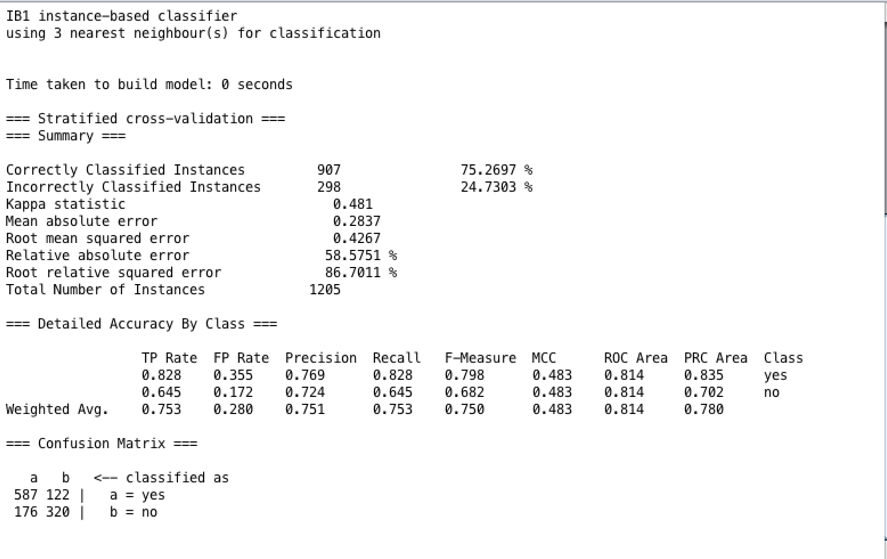 IB1 instance-based classifier
using 3 nearest neighbour(s) for classification
Time taken to build model: 0 seconds
=== Stratified cross-validation ===
=== Summary ===
Correctly Classified Instances 907 75.2697 %
Incorrectly Classified Instances 298 24.7303 %
Kappa statistic 0.481
Mean absolute error 0.2837
Root mean squared error 0.4267
Relative absolute error 58.5751 %
Root relative squared error 86.7011 %
Total Number of Instances 1205
=== Detailed Accuracy By Class ===
TP Rate FP Rate Precision Recall F-Measure MCC ROC Area PRC Area Class
0.828 0.355 0.769 0.828 0.798 0.483 0.814 0.835 yes
0.645 0.172 0.724 0.645 0.682 0.483 0.814 0.702 no
Weighted Avg. 0.753 0.280 0.751 0.753 0.750 0.483 0.814 0.780
=== Confusion Matrix ===
a b <-- classified as
587 122 | a = yes
176 320 | b = no